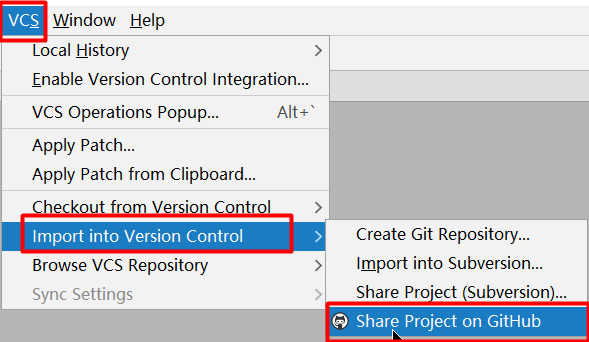 VCS Window Help
Local History
Enable Version Control Integration...
VCS Operations Popup... Alt+`
Apply Patch...
Apply Patch from Clipboard...
Checkout from Version Control
Import into Version Control
Browse VCS Repository
Sync Settings
Create Git Repository...
Import into Subversion...
Share Project (Subversion)...
Share Project on GitHub